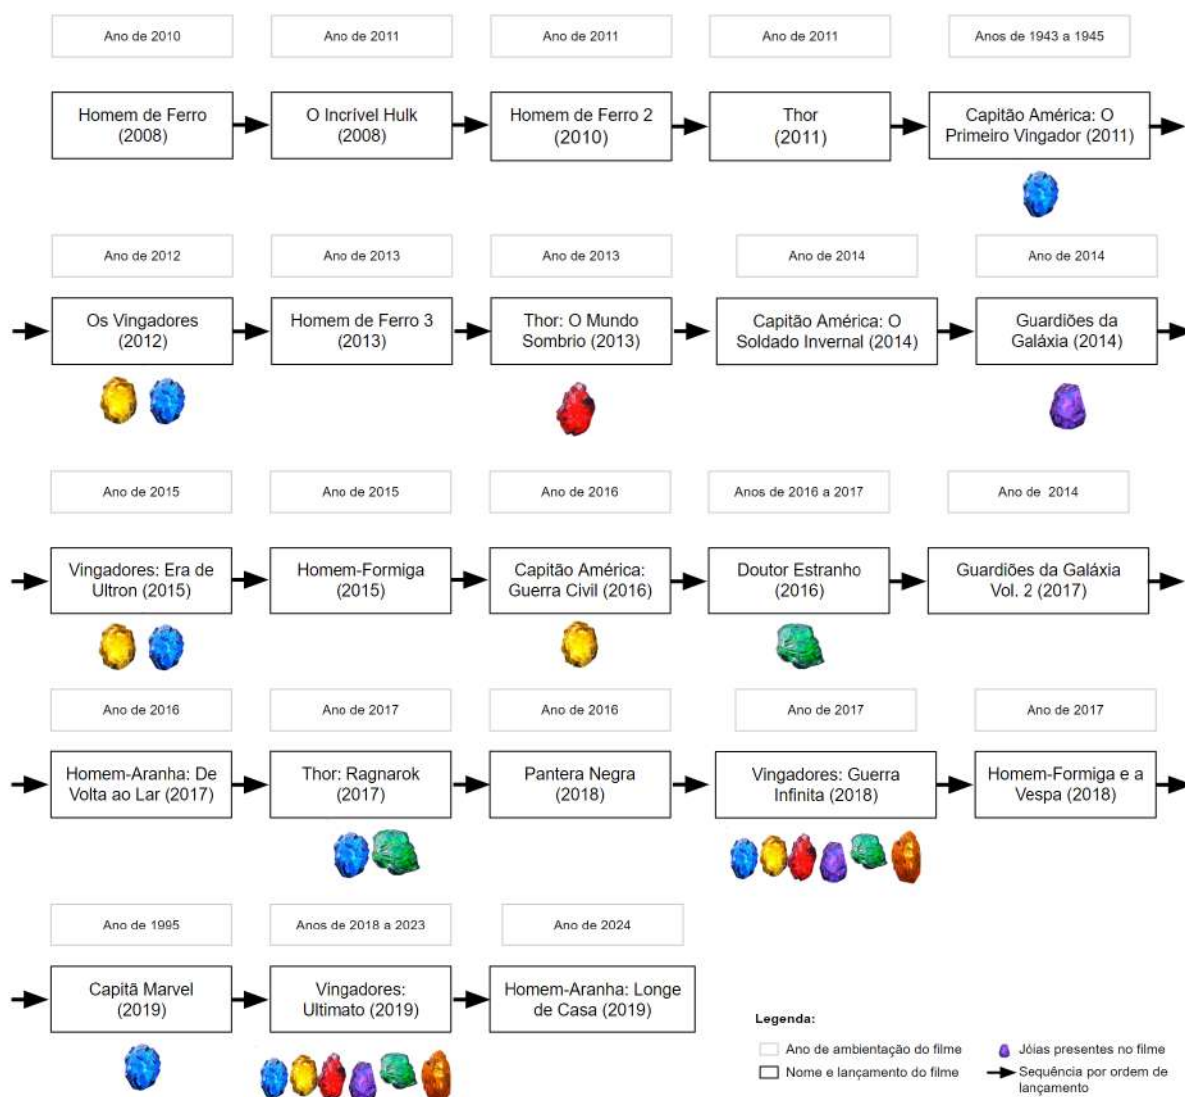 Ano de 2010
Ano de 2011
Ano de 2011
Ano de 2011
Anos de 1943 a 1945
Homem de Ferro
(2008)
O Incrível Hulk
(2008)
Homem de Ferro 2
(2010)
Thor
(2011)
Capitão América: O
Primeiro Vingador (2011)
Ano de 2012
Ano de 2013
Ano de 2013
Ano de 2014
Ano de 2014
Os Vingadores
(2012)
Homem de Ferro 3
(2013)
Thor: O Mundo
Sombrio (2013)
Capitão América: O
Soldado Invernal (2014)
Guardiões da
Galáxia (2014)
Ano de 2015
Ano de 2015
Ano de 2016
Anos de 2016 a 2017
Ano de 2014
Vingadores: Era de
Ultron (2015)
Homem-Formiga
(2015)
Capitão América:
Guerra Civil (2016)
Doutor Estranho
(2016)
Guardiões da Galáxia
Vol. 2 (2017)
Ano de 2016
Ano de 2017
Ano de 2016
Ano de 2017
Ano de 2017
Homem-Aranha: De
Volta ao Lar (2017)
Thor: Ragnarok
(2017)
Pantera Negra
(2018)
Vingadores: Guerra
Infinita (2018)
Homem-Formiga e a
Vespa (2018)
Ano de 1995
Anos de 2018 a 2023
Ano de 2024
Capitã Marvel
(2019)
Vingadores:
Ultimato (2019)
Homem-Aranha: Longe
de Casa (2019)
Legenda:
Ano de ambientação do filme
Nome e lançamento do filme
Jóias presentes no filme
Sequência por ordem de
lançamento